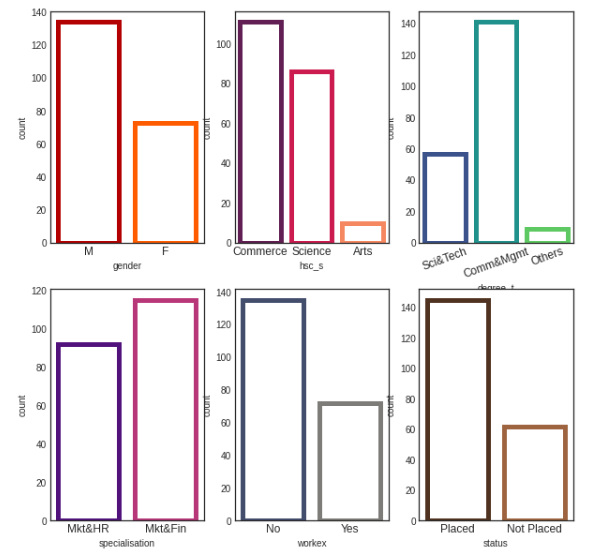 140
120
100
80
60
40
20
0
count
M F
gender
100
80
60
40
20
0
count
Commerce Science Arts
hsc_s
140
120
100
80
60
40
20
0
count
Sci&Tech Comm&Mgmt Others
degree_t
120
100
80
60
40
20
0
count
Mkt&HR Mkt&Fin
specialisation
140
120
100
80
60
40
20
0
count
No Yes
workex
140
120
100
80
60
40
20
0
count
Placed Not Placed
status